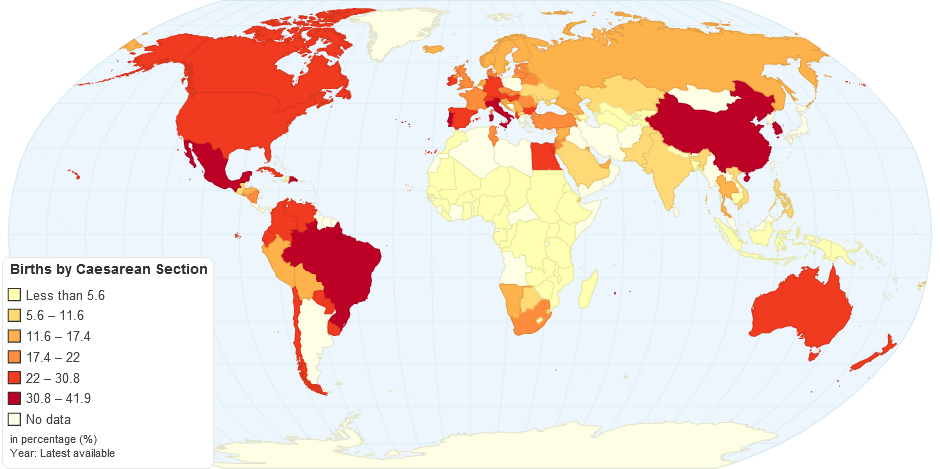 Births by Caesarean Section
Less than 5.6
5.6 – 11.6
11.6 – 17.4
17.4 – 22
22 – 30.8
30.8 – 41.9
No data
in percentage (%)
Year: Latest available